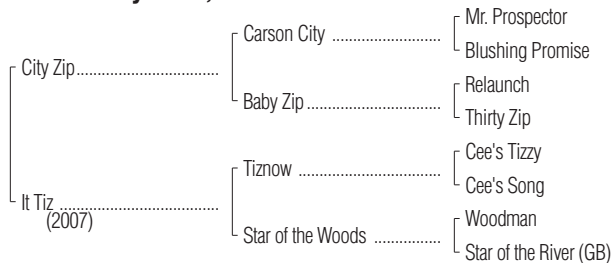 Mr. Prospector
Carson City
Blushing Promise
City Zip
Relaunch
Baby Zip
Thirty Zip
Cee's Tizzy
Tiznow
Cee's Song
It Tiz
(2007)
Woodman
Star of the Woods
Star of the River (GB)